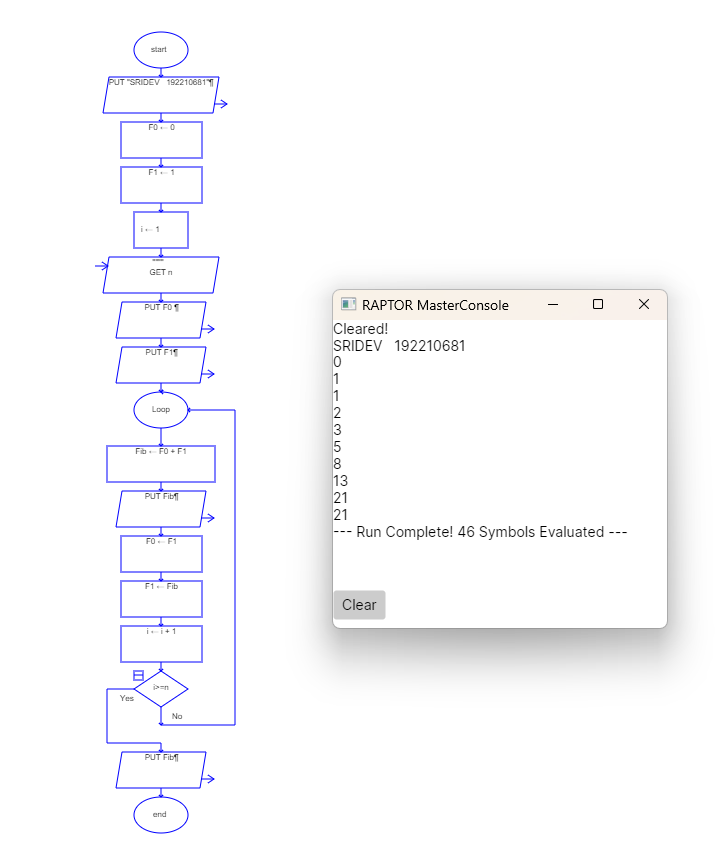 start
PUT "SRIDEV   192210681"¶
F0 ← 0
F1 ← 1
i ← 1
"""
GET n
PUT F0 ¶
PUT F1¶
Loop
Fib ← F0 + F1
PUT Fib¶
F0 ← F1
F1 ← Fib
i ← i + 1
i>=n
Yes
No
PUT Fib¶
end
RAPTOR MasterConsole
Cleared!
SRIDEV   192210681
0
1
1
2
3
5
8
13
21
21
--- Run Complete! 46 Symbols Evaluated ---
Clear